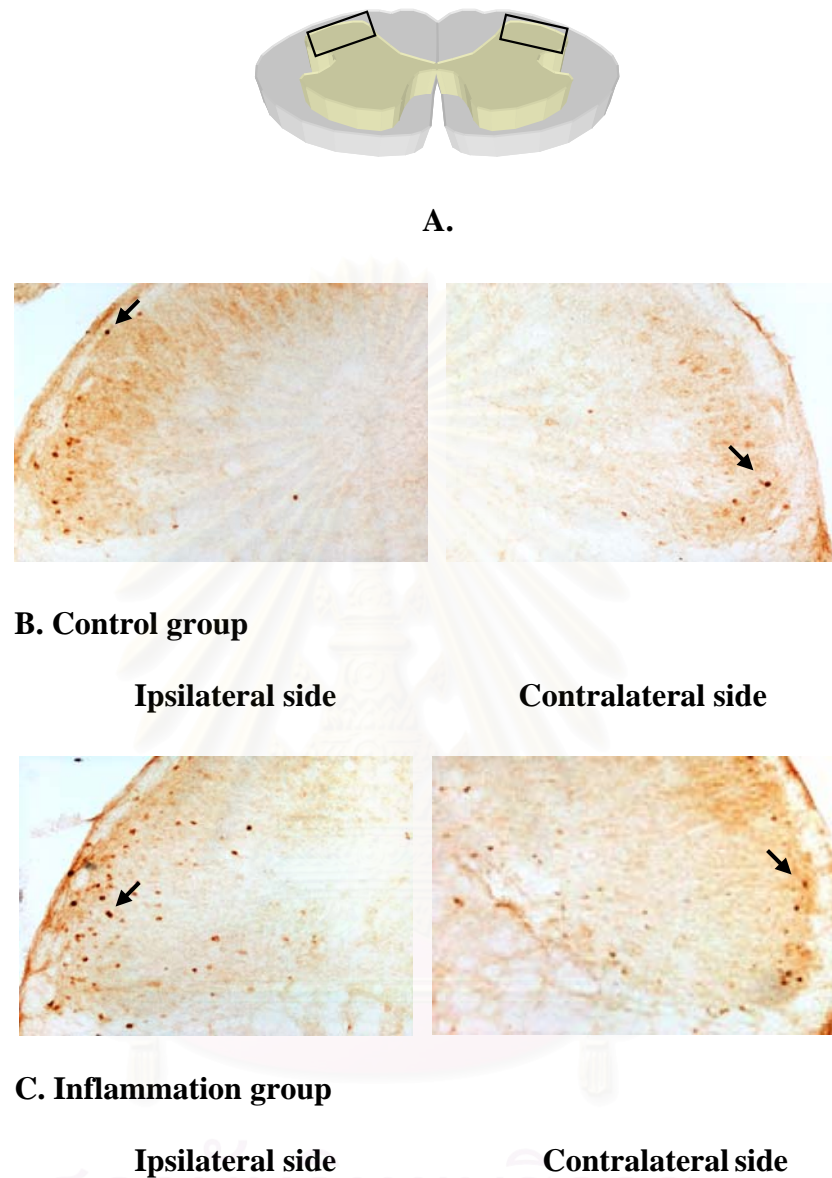 A.
B. Control group
Ipsilateral side Contralateral side
C. Inflammation group
Ipsilateral side Contralateral side